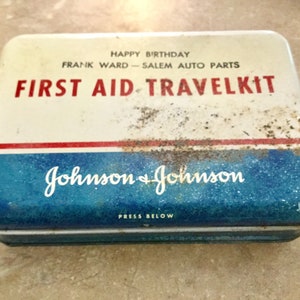 HAPPY BIRTHDAY
FRANK WARD — SALEM AUTO PARTS
FIRST AID TRAVELKIT
Johnson & Johnson
PRESS BELOW